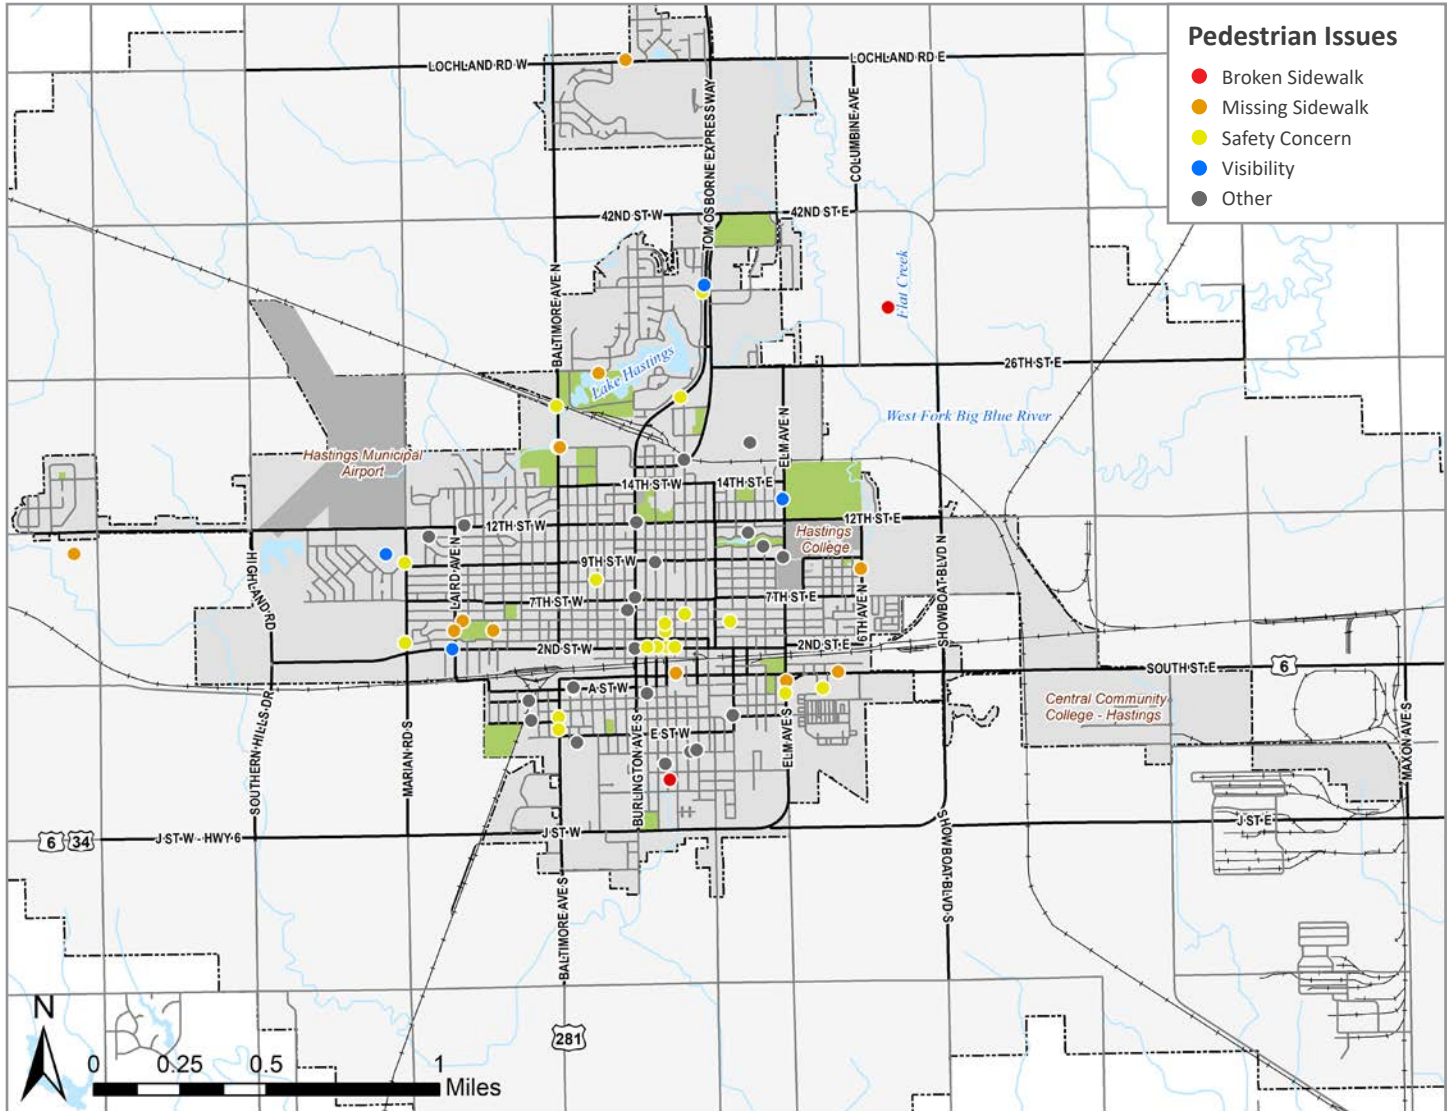 Pedestrian Issues
Broken Sidewalk
Missing Sidewalk
Safety Concern
Visibility
Other
LOCHLAND RD W
LOCHLAND RD E
TOM OSBORNE EXPRESSWAY
COLUMBINE AVE
42ND ST W
42ND ST E
BALTIMORE AVE N
Flat Creek
Lake Hastings
26TH ST E
West Fork Big Blue River
ELM AVE N
Hastings Municipal
Airport
14TH ST W
14TH ST E
12TH ST W
12TH ST E
Hastings
College
HIGHLAND RD
LAIRD AVE N
9TH ST W
7TH ST W
7TH ST E
6TH AVE N
SHOWBOAT BLVD N
2ND ST W
2ND ST E
SOUTH ST E
6
A ST W
Central Community
College - Hastings
SOUTHERN HILLS DR
MARIAN RD S
BURLINGTON AVE S
E ST W
ELM AVE S
MAXON AVE S
6 34
J ST W - HWY 6
J ST W
J ST E
SHOWBOAT BLVD S
BALTIMORE AVE S
281
N
0 0.25 0.5 1
Miles